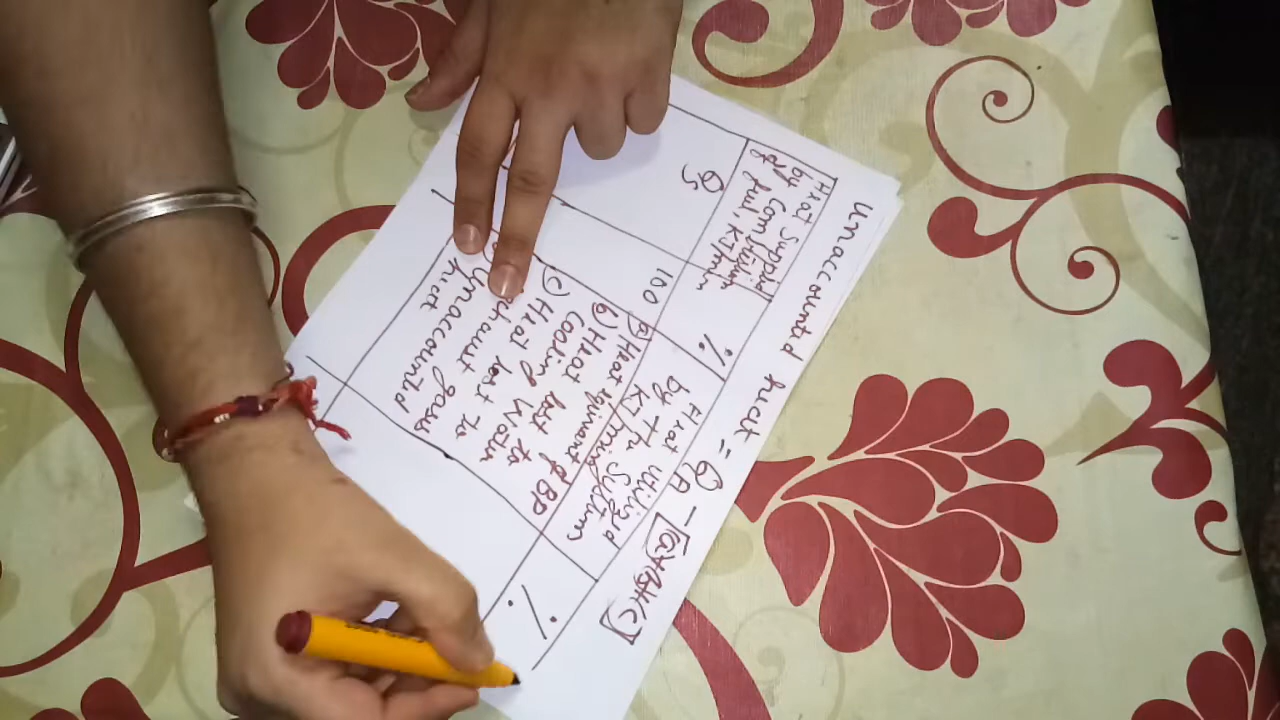 unaccounted heat = QA - [(a)+(b)+(c)]
Heat Supplied
by Combustion
of fuel, KJ/min
%
Heat Utilized
by The System
KJ/min
%
Qs
100
a) Heat equivalent of BP
b) Heat lost to
Cooling Water
c) Heat lost to
exhaust gases
Unaccounted
heat